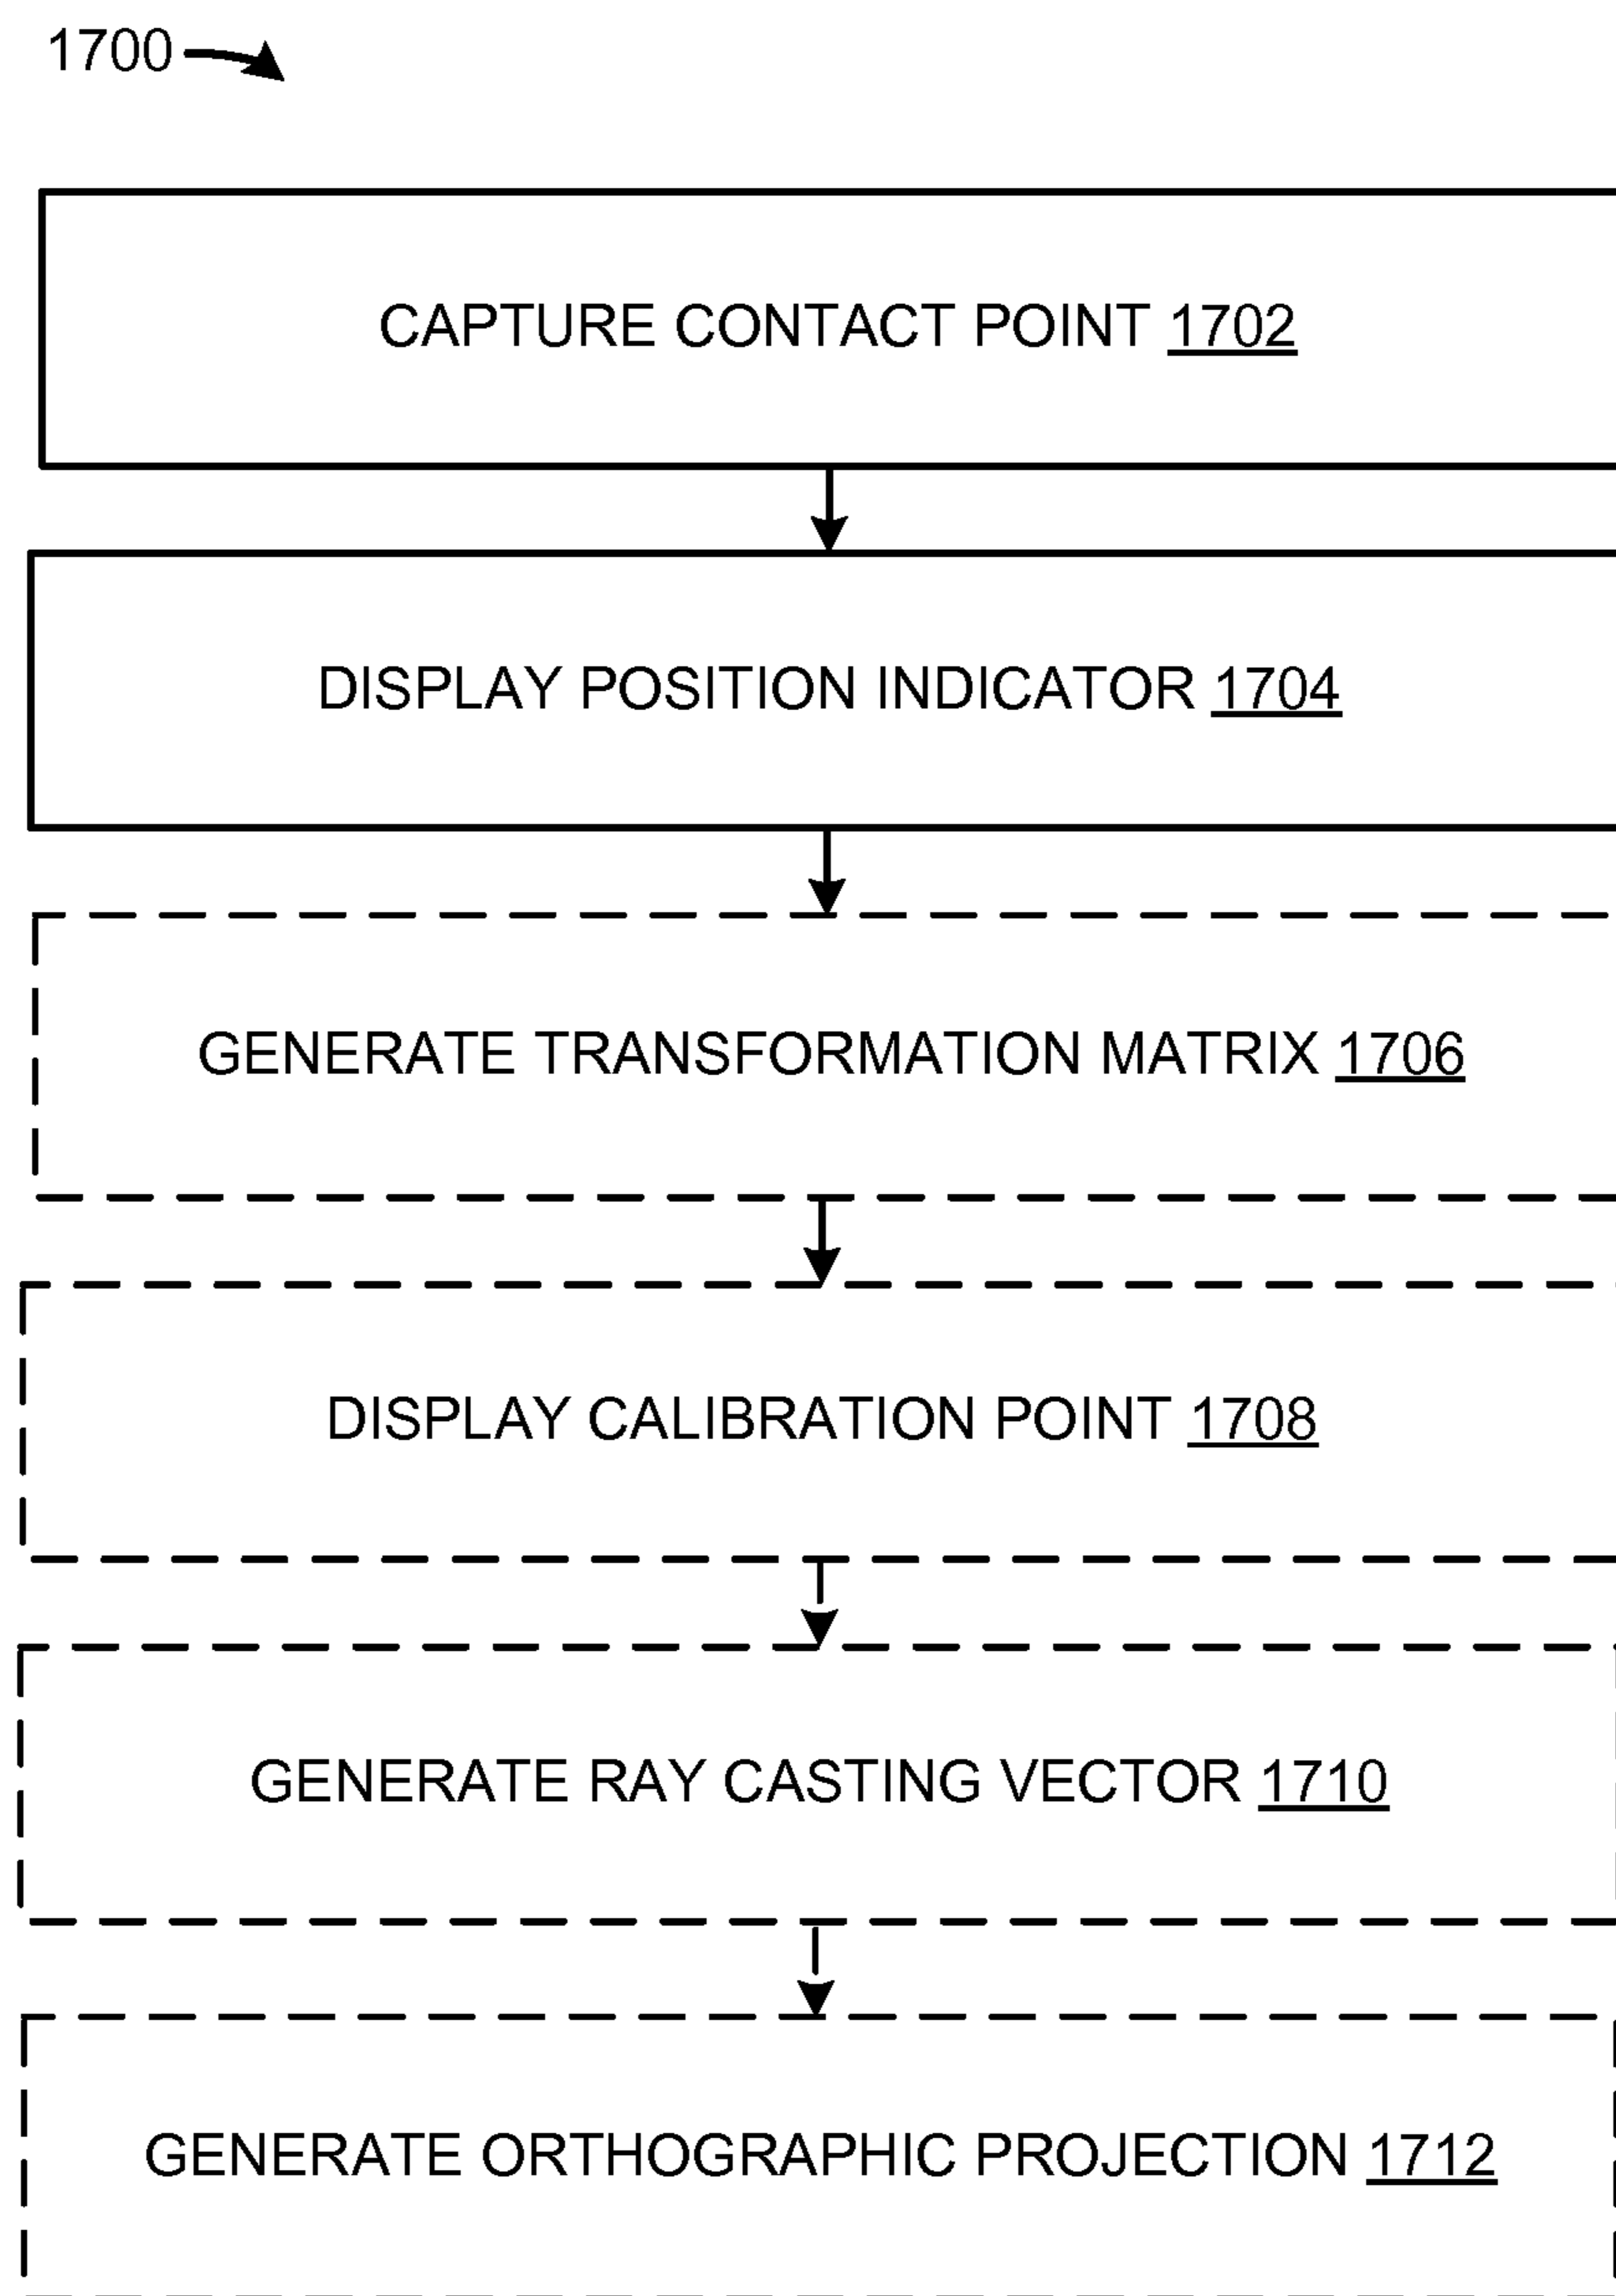 1700
CAPTURE CONTACT POINT 1702
DISPLAY POSITION INDICATOR 1704
GENERATE TRANSFORMATION MATRIX 1706
DISPLAY CALIBRATION POINT 1708
GENERATE RAY CASTING VECTOR 1710
GENERATE ORTHOGRAPHIC PROJECTION 1712